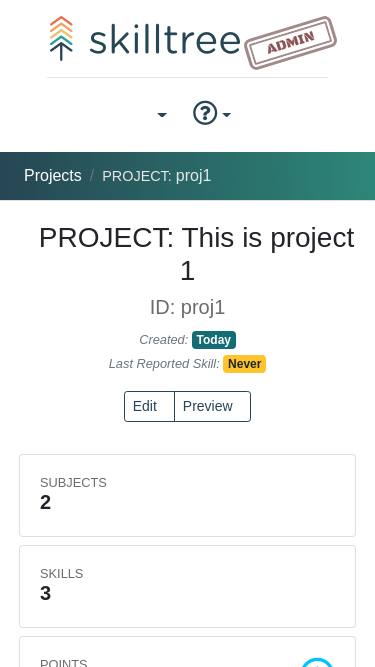 skilltree ADMIN
Projects / PROJECT: proj1
PROJECT: This is project
1
ID: proj1
Created: Today
Last Reported Skill: Never
Edit Preview
SUBJECTS
2
SKILLS
3
POINTS